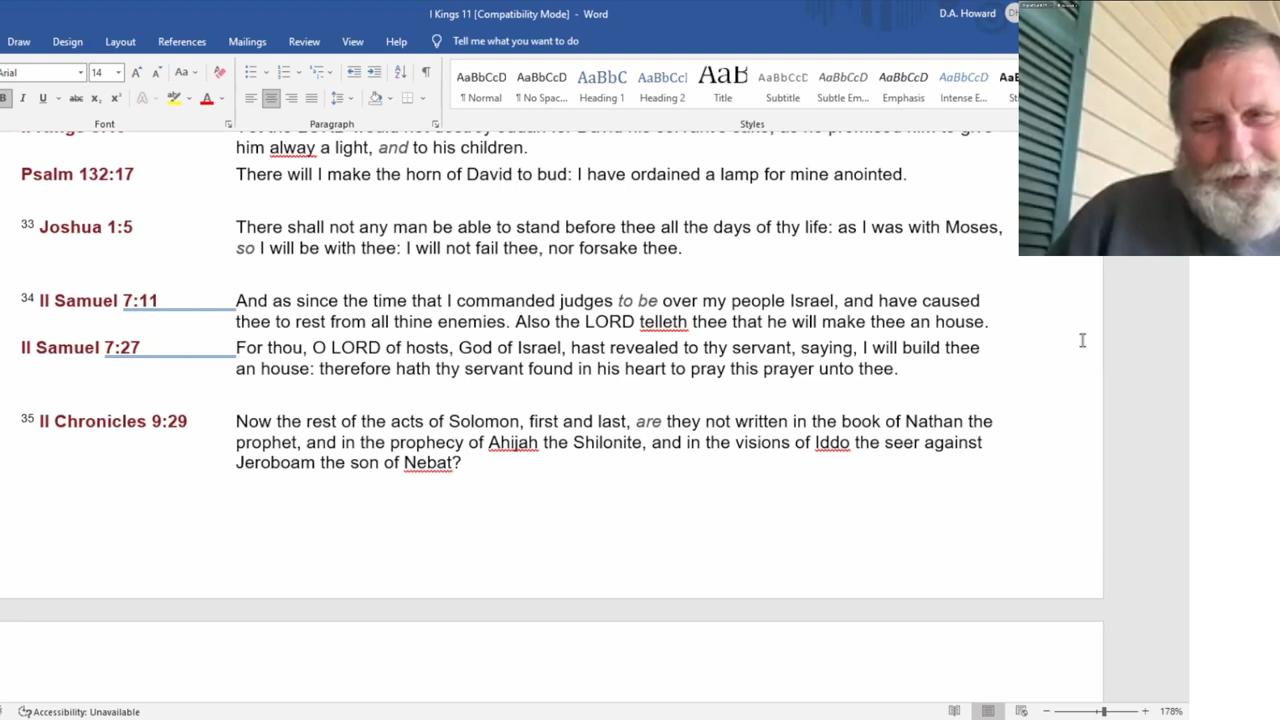 I Kings 11 [Compatibility Mode] - Word
D.A. Howard
DH
Draw Design Layout References Mailings Review View Help Tell me what you want to do
Arial 14 Aa
B I U abc x₂ x² A A
AaBbCcD AaBbCcD AaBbC AaBbCcl AaB AaBbCcD AaBbCcD AaBbCcD AaBbCcD
¶ Normal ¶ No Spac... Heading 1 Heading 2 Title Subtitle Subtle Em... Emphasis Intense E...
Font Paragraph Styles
him alway a light, and to his children.
Psalm 132:17 There will I make the horn of David to bud: I have ordained a lamp for mine anointed.
33 Joshua 1:5 There shall not any man be able to stand before thee all the days of thy life: as I was with Moses,
so I will be with thee: I will not fail thee, nor forsake thee.
34 II Samuel 7:11 And as since the time that I commanded judges to be over my people Israel, and have caused
thee to rest from all thine enemies. Also the LORD telleth thee that he will make thee an house.
II Samuel 7:27 For thou, O LORD of hosts, God of Israel, hast revealed to thy servant, saying, I will build thee
an house: therefore hath thy servant found in his heart to pray this prayer unto thee.
35 II Chronicles 9:29 Now the rest of the acts of Solomon, first and last, are they not written in the book of Nathan the
prophet, and in the prophecy of Ahijah the Shilonite, and in the visions of Iddo the seer against
Jeroboam the son of Nebat?
Accessibility: Unavailable
178%